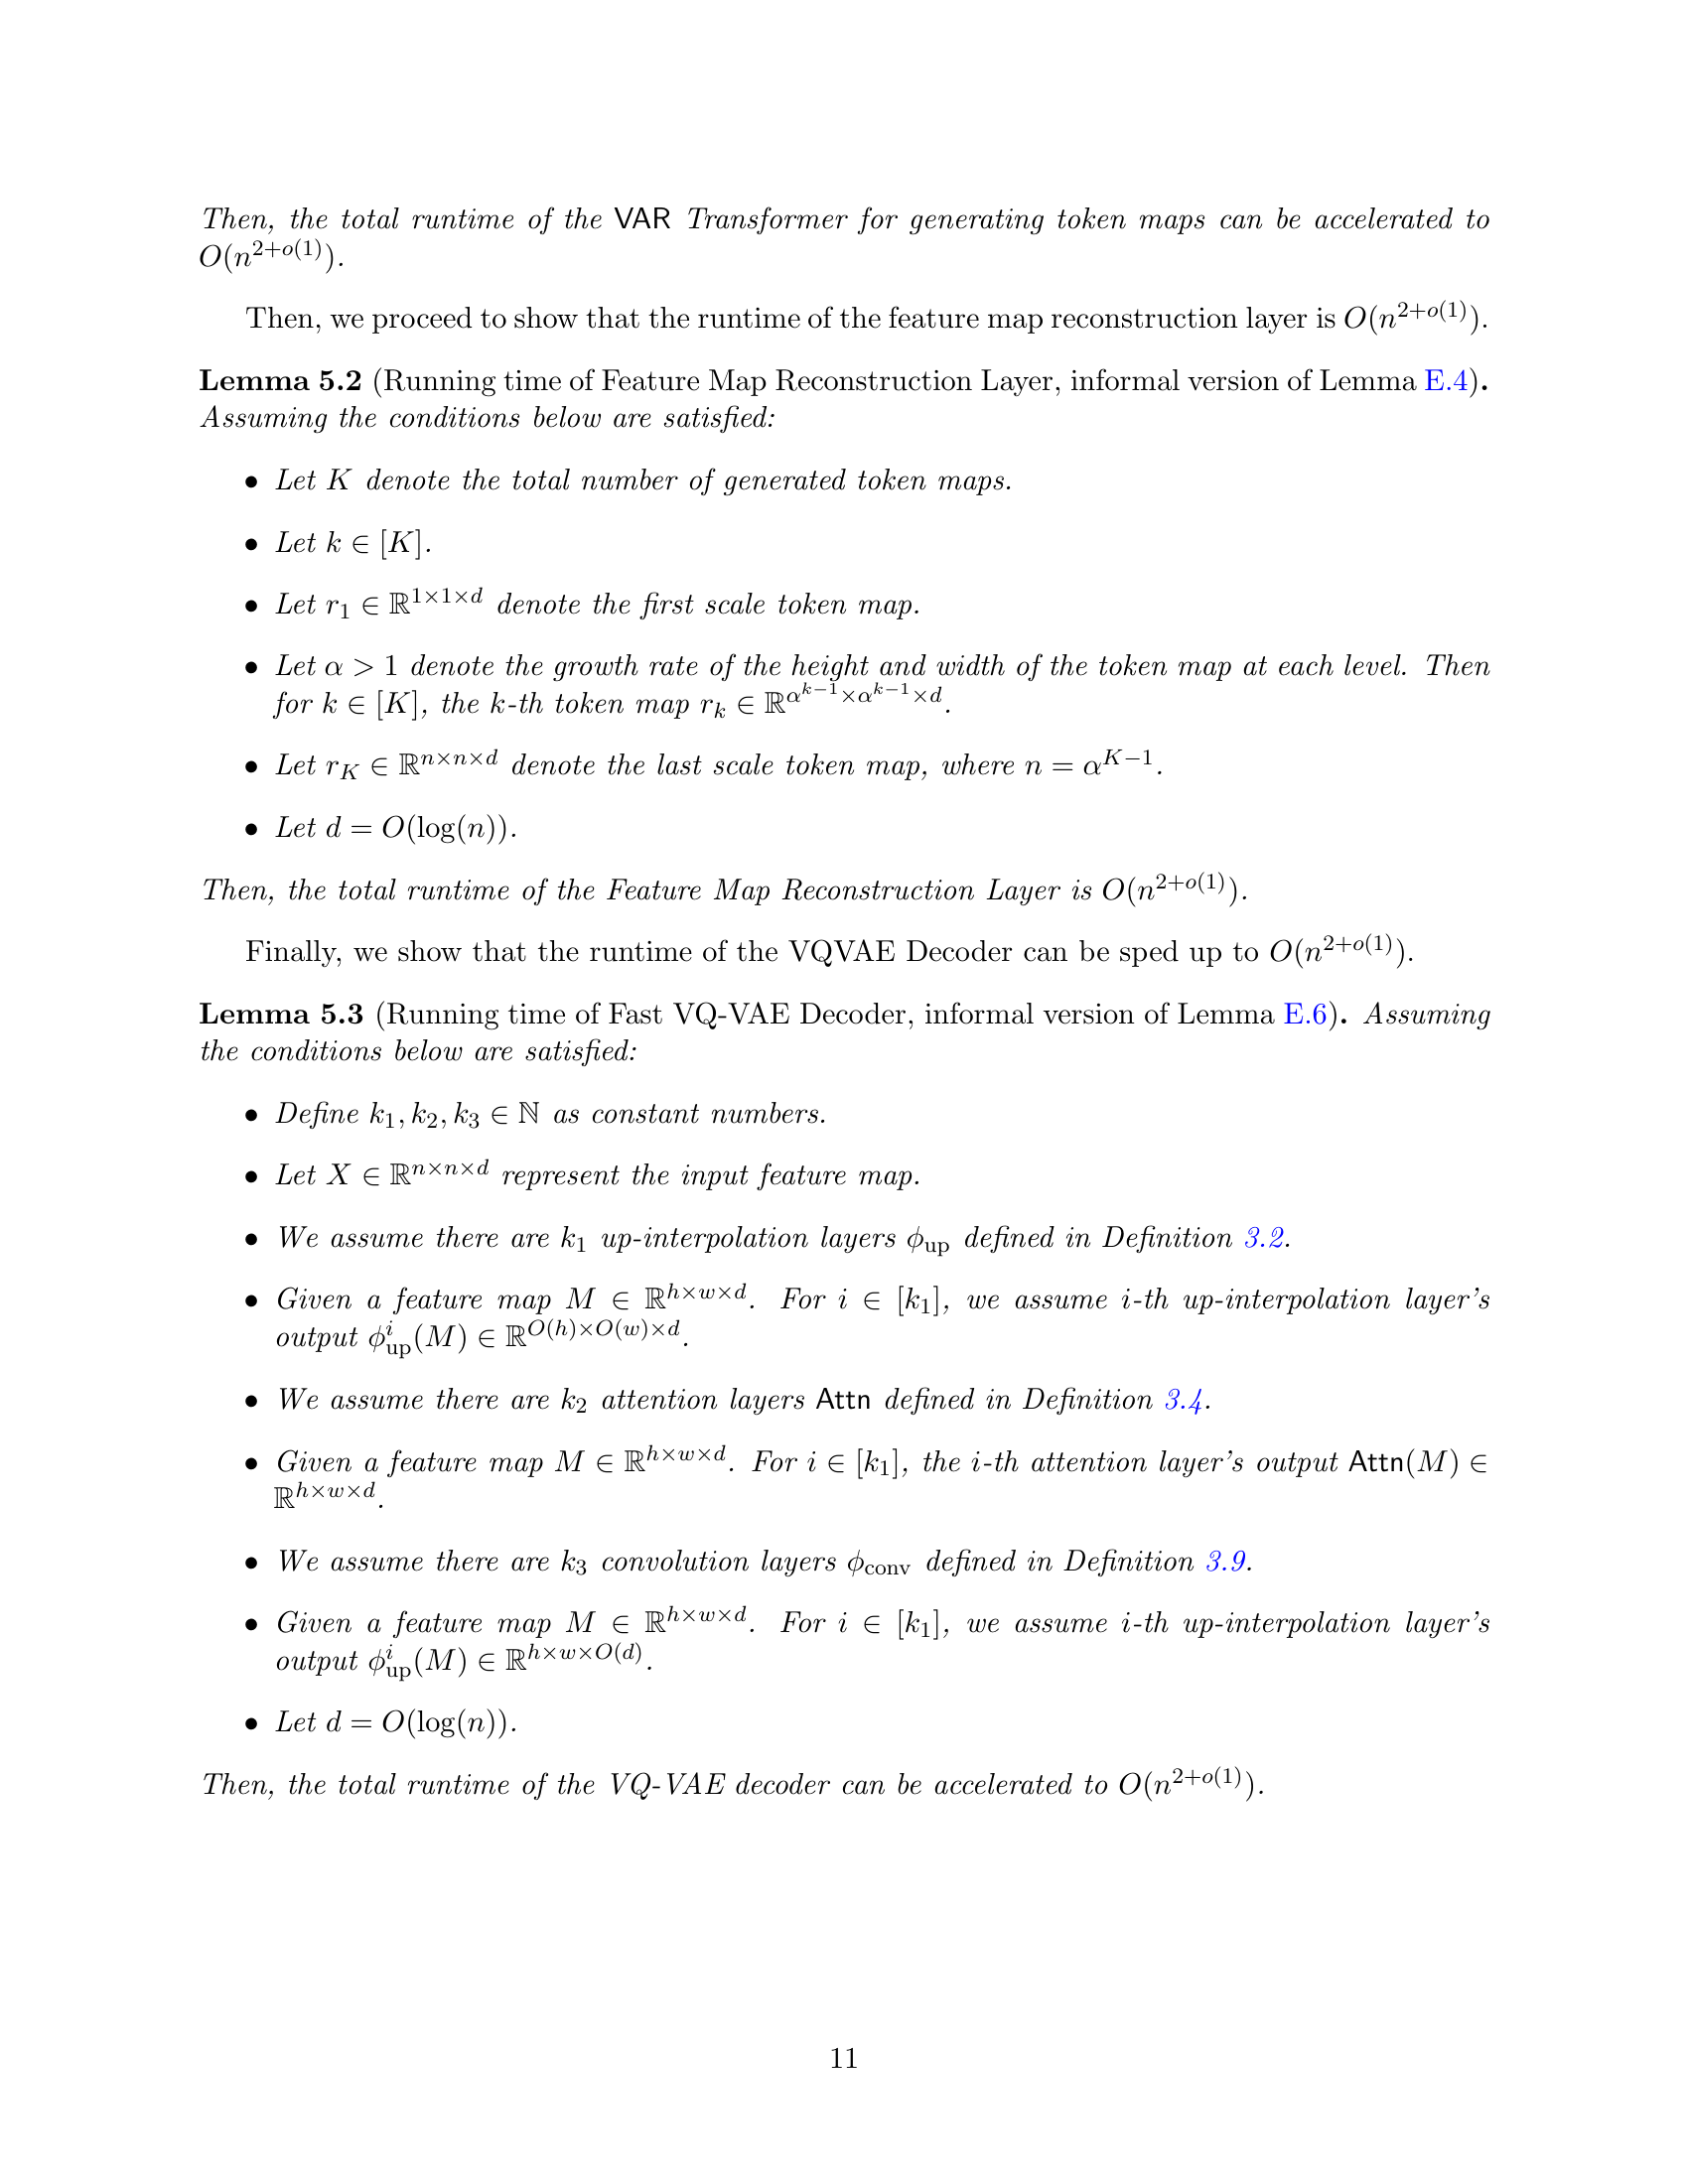 Then, the total runtime of the VAR Transformer for generating token maps can be accelerated to
$O(n^{2+o(1)})$.
Then, we proceed to show that the runtime of the feature map reconstruction layer is $O(n^{2+o(1)})$.
Lemma 5.2 (Running time of Feature Map Reconstruction Layer, informal version of Lemma E.4).
Assuming the conditions below are satisfied:
• Let $K$ denote the total number of generated token maps.
• Let $k \in [K]$.
• Let $r_1 \in \mathbb{R}^{1 \times 1 \times d}$ denote the first scale token map.
• Let $\alpha > 1$ denote the growth rate of the height and width of the token map at each level. Then
for $k \in [K]$, the $k$-th token map $r_k \in \mathbb{R}^{\alpha^{k-1} \times \alpha^{k-1} \times d}$.
• Let $r_K \in \mathbb{R}^{n \times n \times d}$ denote the last scale token map, where $n = \alpha^{K-1}$.
• Let $d = O(\log(n))$.
Then, the total runtime of the Feature Map Reconstruction Layer is $O(n^{2+o(1)})$.
Finally, we show that the runtime of the VQVAE Decoder can be sped up to $O(n^{2+o(1)})$.
Lemma 5.3 (Running time of Fast VQ-VAE Decoder, informal version of Lemma E.6). Assuming
the conditions below are satisfied:
• Define $k_1, k_2, k_3 \in \mathbb{N}$ as constant numbers.
• Let $X \in \mathbb{R}^{n \times n \times d}$ represent the input feature map.
• We assume there are $k_1$ up-interpolation layers $\phi_{\mathrm{up}}$ defined in Definition 3.2.
• Given a feature map $M \in \mathbb{R}^{h \times w \times d}$. For $i \in [k_1]$, we assume $i$-th up-interpolation layer's
output $\phi^i_{\mathrm{up}}(M) \in \mathbb{R}^{O(h) \times O(w) \times d}$.
• We assume there are $k_2$ attention layers Attn defined in Definition 3.4.
• Given a feature map $M \in \mathbb{R}^{h \times w \times d}$. For $i \in [k_1]$, the $i$-th attention layer's output $\mathsf{Attn}(M) \in$
$\mathbb{R}^{h \times w \times d}$.
• We assume there are $k_3$ convolution layers $\phi_{\mathrm{conv}}$ defined in Definition 3.9.
• Given a feature map $M \in \mathbb{R}^{h \times w \times d}$. For $i \in [k_1]$, we assume $i$-th up-interpolation layer's
output $\phi^i_{\mathrm{up}}(M) \in \mathbb{R}^{h \times w \times O(d)}$.
• Let $d = O(\log(n))$.
Then, the total runtime of the VQ-VAE decoder can be accelerated to $O(n^{2+o(1)})$.
11